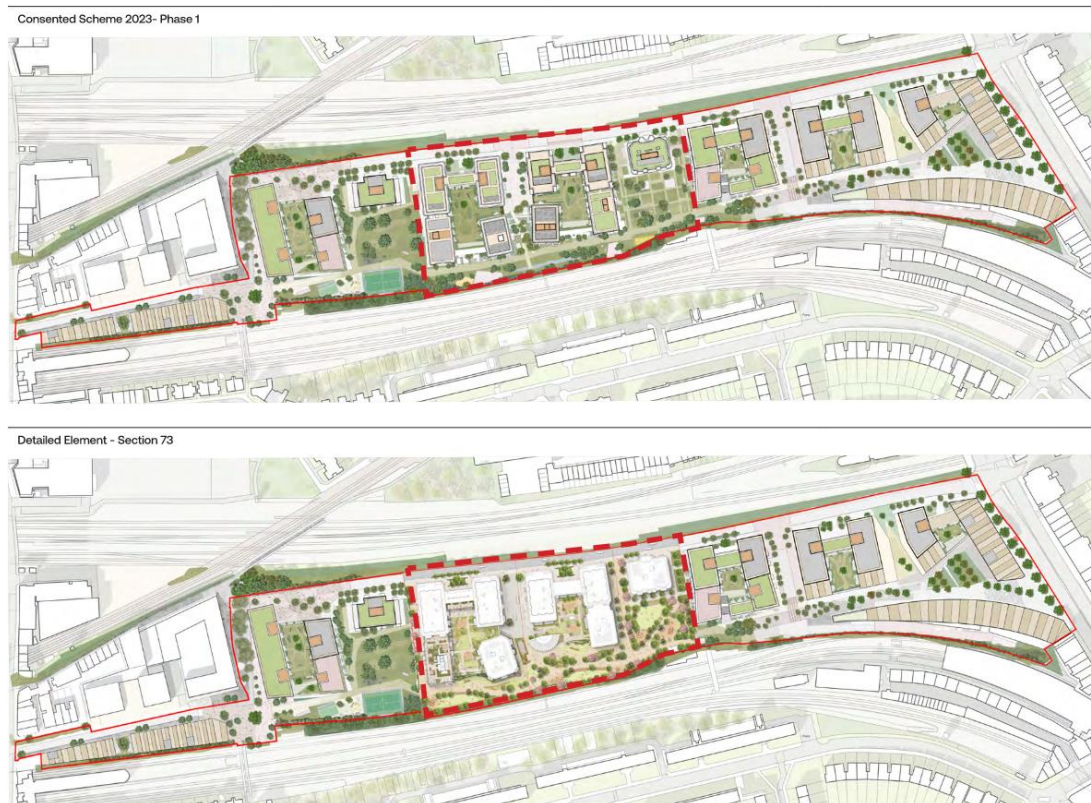 Consented Scheme 2023- Phase 1
Detailed Element - Section 73